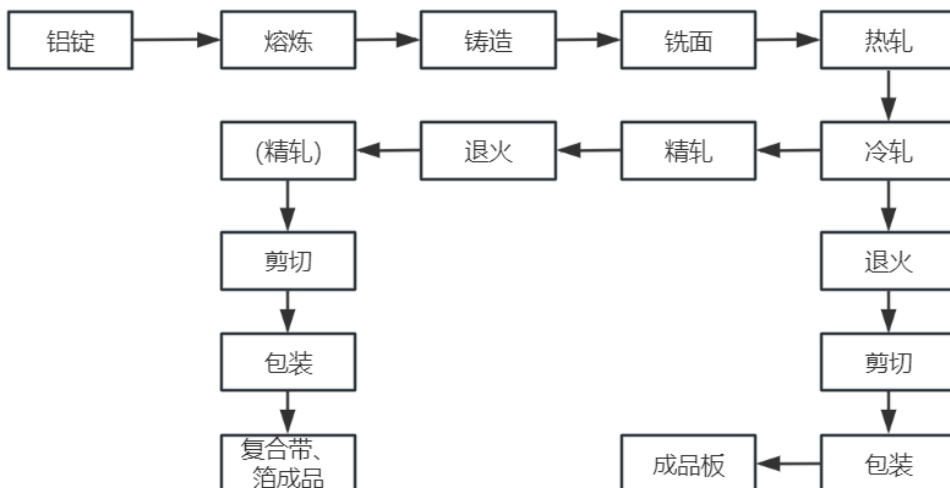 铝锭
熔炼
铸造
铣面
热轧
(精轧)
退火
精轧
冷轧
剪切
退火
包装
剪切
复合带、
箔成品
成品板
包装